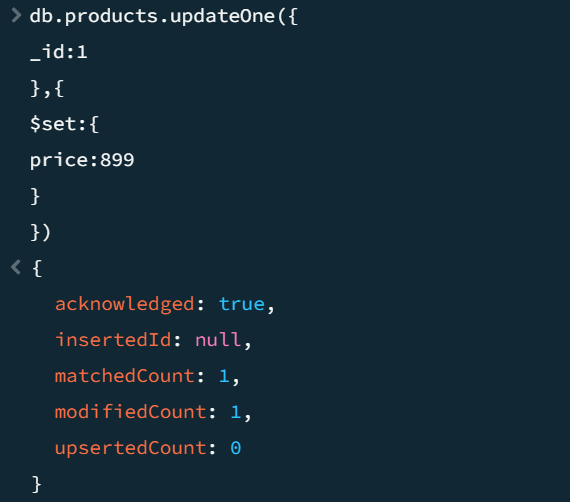 > db.products.updateOne({
_id:1
},{
$set:{
price:899
}
})
< {
acknowledged: true,
insertedId: null,
matchedCount: 1,
modifiedCount: 1,
upsertedCount: 0
}